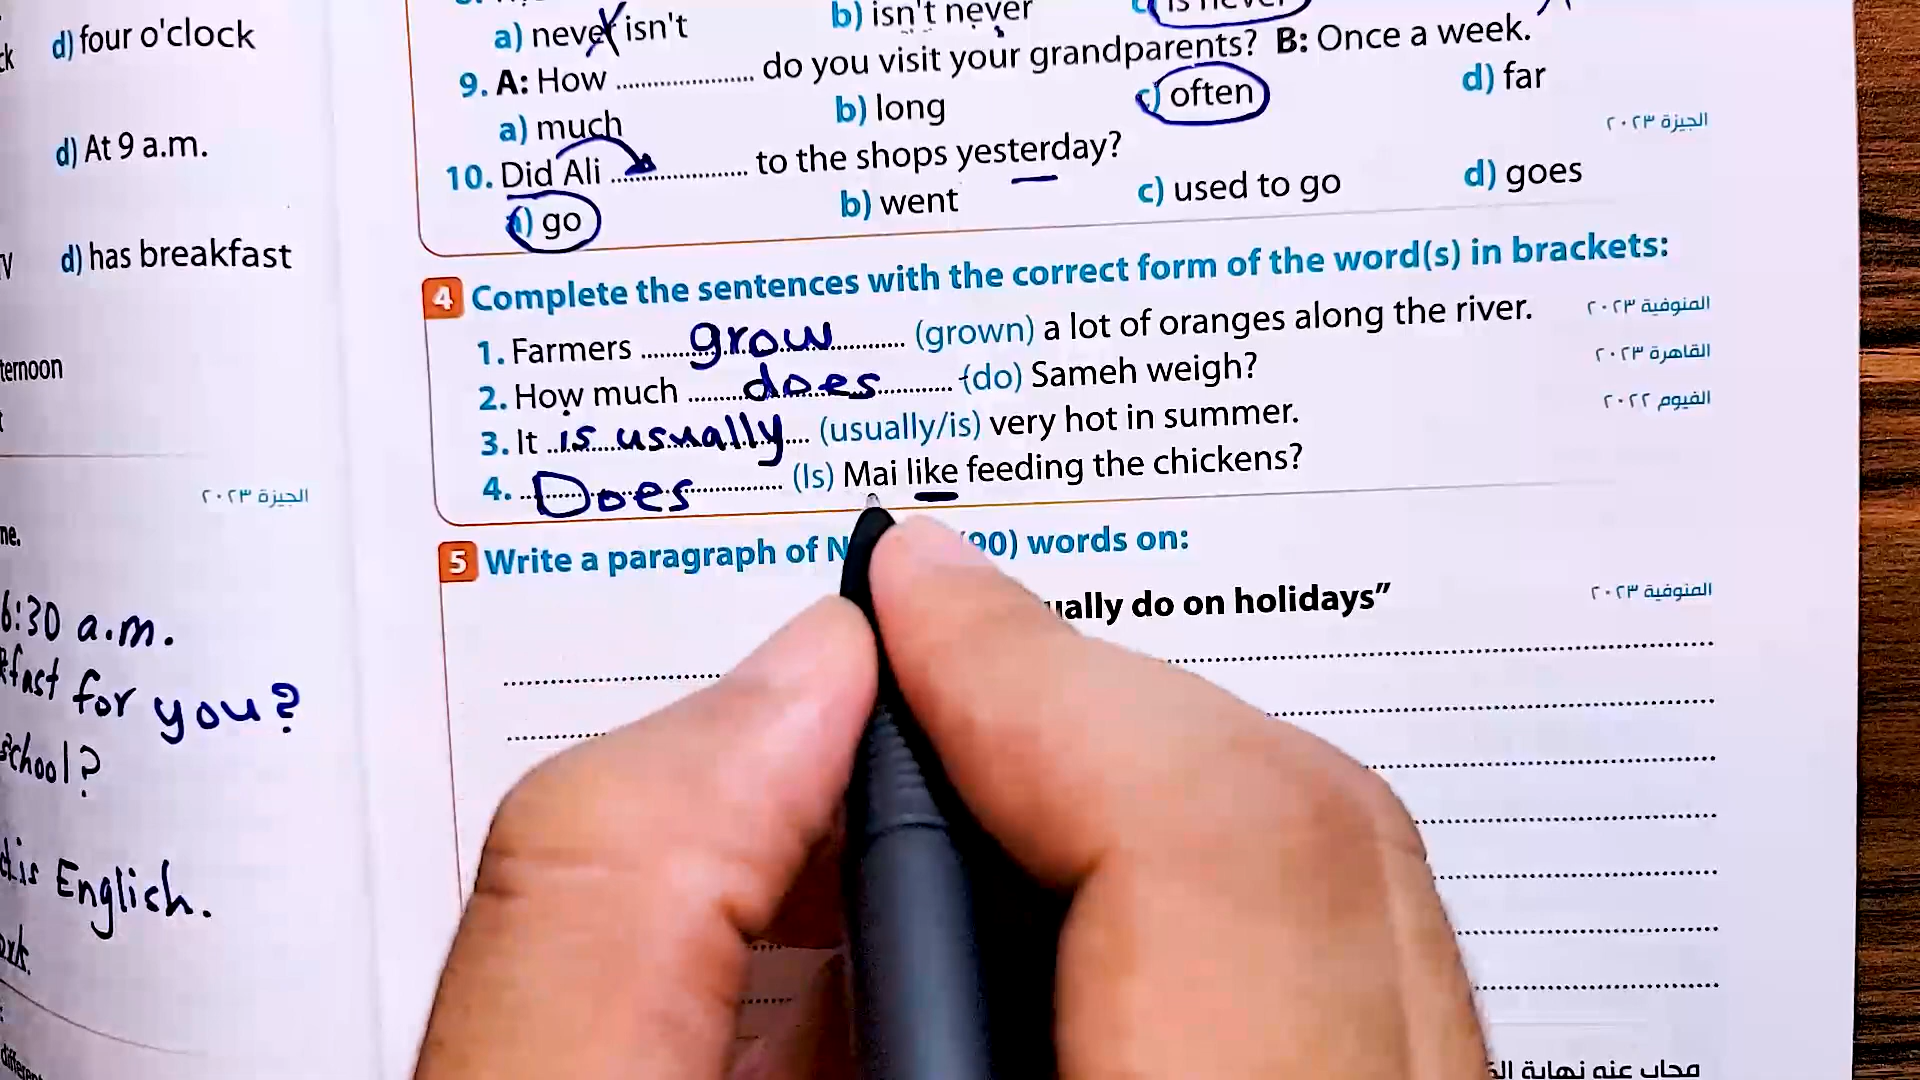 d) four o'clock
d) At 9 a.m.
d) has breakfast
ternoon
الجيزة ٢٠٢٣
6:30 a.m.
for you?
school?
is English.
a) never isn't
b) isn't never
9. A: How .................... do you visit your grandparents? B: Once a week.
a) much
b) long
c) often
d) far
الجيزة ٢٠٢٣
10. Did Ali .................... to the shops yesterday?
a) go
b) went
c) used to go
d) goes
4 Complete the sentences with the correct form of the word(s) in brackets:
1. Farmers grow (grown) a lot of oranges along the river. المنوفية ٢٠٢٣
2. How much does (do) Sameh weigh? القاهرة ٢٠٢٣
3. It is usually (usually/is) very hot in summer. الفيوم ٢٠٢٢
4. Does (Is) Mai like feeding the chickens?
5 Write a paragraph of (90) words on:
ually do on holidays" المنوفية ٢٠٢٣
مجاب عنه نهاية